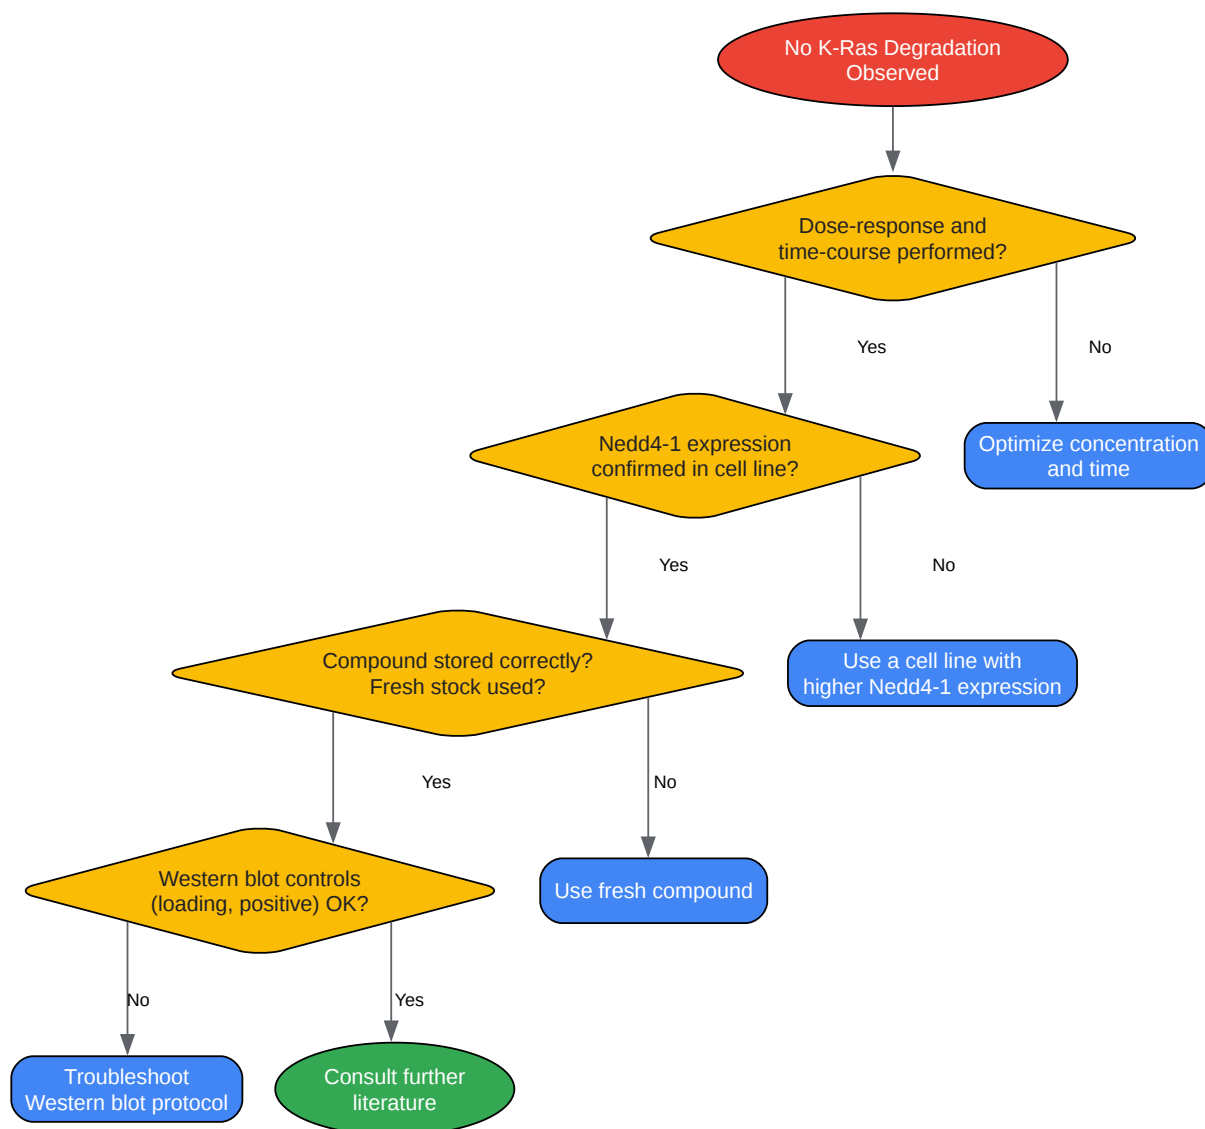 No K-Ras Degradation
Observed
Dose-response and
time-course performed?
Yes
No
Nedd4-1 expression
confirmed in cell line?
Optimize concentration
and time
Yes
No
Compound stored correctly?
Fresh stock used?
Use a cell line with
higher Nedd4-1 expression
Yes
No
Western blot controls
(loading, positive) OK?
Use fresh compound
No
Yes
Troubleshoot
Western blot protocol
Consult further
literature